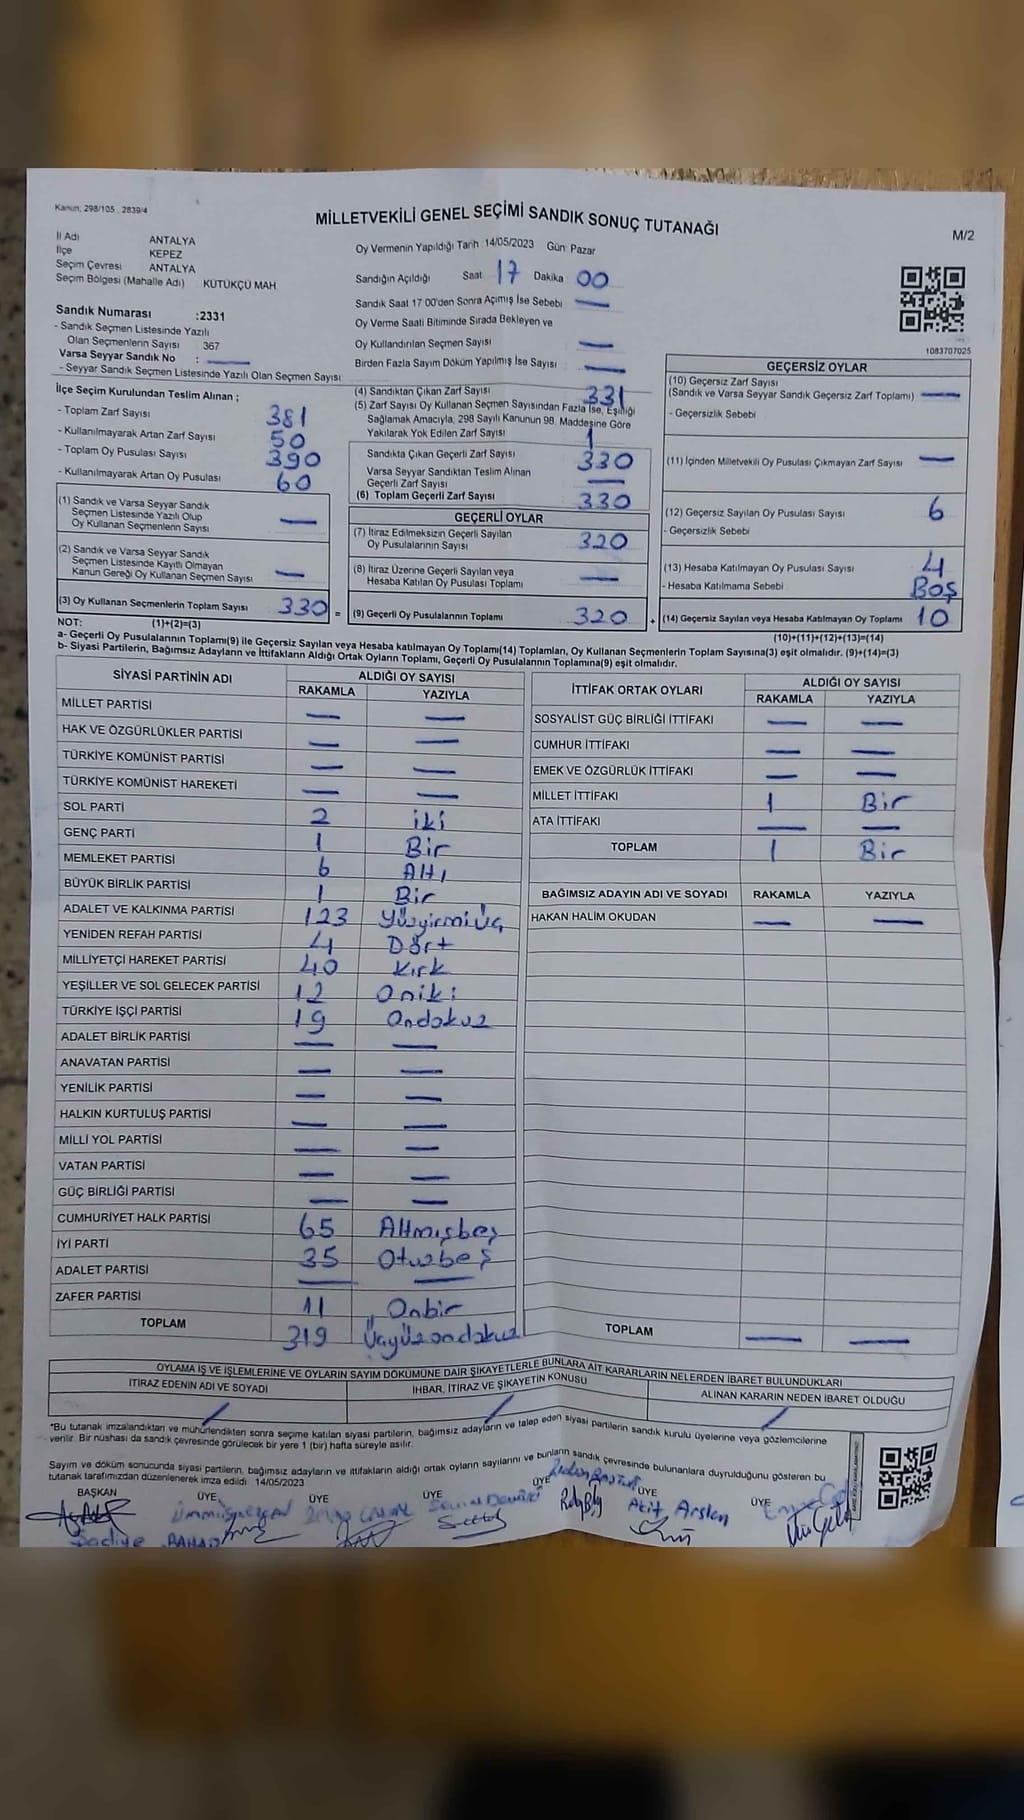 Kanun; 298/105 , 2839/4
MİLLETVEKİLİ GENEL SEÇİMİ SANDIK SONUÇ TUTANAĞI
M/2
İl Adı ANTALYA
İlçe KEPEZ
Seçim Çevresi ANTALYA
Seçim Bölgesi (Mahalle Adı) KÜTÜKÇÜ MAH
Sandık Numarası :2331
- Sandık Seçmen Listesinde Yazılı
Olan Seçmenlerin Sayısı 367
Varsa Seyyar Sandık No : —
- Seyyar Sandık Seçmen Listesinde Yazılı Olan Seçmen Sayısı:
Oy Vermenin Yapıldığı Tarih 14/05/2023 Gün: Pazar
Sandığın Açıldığı Saat 17 Dakika 00
Sandık Saat 17 00'den Sonra Açımış İse Sebebi —
Oy Verme Saati Bitiminde Sırada Bekleyen ve
Oy Kullandırılan Seçmen Sayısı —
Birden Fazla Sayım Döküm Yapılmış İse Sayısı —
1083707025
İlçe Seçim Kurulundan Teslim Alınan ;
- Toplam Zarf Sayısı 381
- Kullanılmayarak Artan Zarf Sayısı 50
- Toplam Oy Pusulası Sayısı 390
- Kullanılmayarak Artan Oy Pusulası 60
(1) Sandık ve Varsa Seyyar Sandık
Seçmen Listesinde Yazılı Olup
Oy Kullanan Seçmenlerin Sayısı —
(2) Sandık ve Varsa Seyyar Sandık
Seçmen Listesinde Kayıtlı Olmayan
Kanun Gereği Oy Kullanan Seçmen Sayısı —
(3) Oy Kullanan Seçmenlerin Toplam Sayısı 330 =
(4) Sandıktan Çıkan Zarf Sayısı 331
(5) Zarf Sayısı Oy Kullanan Seçmen Sayısından Fazla İse, Eşitliği
Sağlamak Amacıyla, 298 Sayılı Kanunun 98. Maddesine Göre
Yakılarak Yok Edilen Zarf Sayısı 1
Sandıkta Çıkan Geçerli Zarf Sayısı 330
Varsa Seyyar Sandıktan Teslim Alınan
Geçerli Zarf Sayısı —
(6) Toplam Geçerli Zarf Sayısı 330
GEÇERLİ OYLAR
(7) İtiraz Edilmeksizin Geçerli Sayılan
Oy Pusulalarının Sayısı 320
(8) İtiraz Üzerine Geçerli Sayılan veya
Hesaba Katılan Oy Pusulası Toplamı —
(9) Geçerli Oy Pusulalarının Toplamı 320 +
GEÇERSİZ OYLAR
(10) Geçersiz Zarf Sayısı
(Sandık ve Varsa Seyyar Sandık Geçersiz Zarf Toplamı) —
- Geçersizlik Sebebi
(11) İçinden Milletvekili Oy Pusulası Çıkmayan Zarf Sayısı —
(12) Geçersiz Sayılan Oy Pusulası Sayısı 6
- Geçersizlik Sebebi
(13) Hesaba Katılmayan Oy Pusulası Sayısı 4
- Hesaba Katılmama Sebebi BOŞ
(14) Geçersiz Sayılan veya Hesaba Katılmayan Oy Toplamı 10
NOT: (1)+(2)=(3) (10)+(11)+(12)+(13)=(14)
a- Geçerli Oy Pusulalarının Toplamı(9) ile Geçersiz Sayılan veya Hesaba katılmayan Oy Toplamı(14) Toplamları, Oy Kullanan Seçmenlerin Toplam Sayısına(3) eşit olmalıdır. (9)+(14)=(3)
b- Siyasi Partilerin, Bağımsız Adayların ve İttifakların Aldığı Ortak Oyların Toplamı, Geçerli Oy Pusulalarının Toplamına(9) eşit olmalıdır.
SİYASİ PARTİNİN ADI ALDIĞI OY SAYISI
RAKAMLA YAZIYLA
MİLLET PARTİSİ — —
HAK VE ÖZGÜRLÜKLER PARTİSİ — —
TÜRKİYE KOMÜNİST PARTİSİ — —
TÜRKİYE KOMÜNİST HAREKETİ — —
SOL PARTİ 2 iki
GENÇ PARTİ 1 Bir
MEMLEKET PARTİSİ 6 Altı
BÜYÜK BİRLİK PARTİSİ 1 Bir
ADALET VE KALKINMA PARTİSİ 123 Yüzyirmiüç
YENİDEN REFAH PARTİSİ 4 Dört
MİLLİYETÇİ HAREKET PARTİSİ 40 Kırk
YEŞİLLER VE SOL GELECEK PARTİSİ 12 Oniki
TÜRKİYE İŞÇİ PARTİSİ 19 Ondokuz
ADALET BİRLİK PARTİSİ — —
ANAVATAN PARTİSİ — —
YENİLİK PARTİSİ — —
HALKIN KURTULUŞ PARTİSİ — —
MİLLİ YOL PARTİSİ — —
VATAN PARTİSİ — —
GÜÇ BİRLİĞİ PARTİSİ — —
CUMHURİYET HALK PARTİSİ 65 Altmışbeş
İYİ PARTİ 35 Otuzbeş
ADALET PARTİSİ — —
ZAFER PARTİSİ 11 Onbir
TOPLAM 319 Üçyüzondokuz
İTTİFAK ORTAK OYLARI ALDIĞI OY SAYISI
RAKAMLA YAZIYLA
SOSYALİST GÜÇ BİRLİĞİ İTTİFAKI — —
CUMHUR İTTİFAKI — —
EMEK VE ÖZGÜRLÜK İTTİFAKI — —
MİLLET İTTİFAKI 1 Bir
ATA İTTİFAKI — —
TOPLAM 1 Bir
BAĞIMSIZ ADAYIN ADI VE SOYADI RAKAMLA YAZIYLA
HAKAN HALİM OKUDAN — —
TOPLAM — —
OYLAMA İŞ VE İŞLEMLERİNE VE OYLARIN SAYIM DÖKÜMÜNE DAİR ŞİKAYETLERLE BUNLARA AİT KARARLARIN NELERDEN İBARET BULUNDUKLARI
İTİRAZ EDENİN ADI VE SOYADI İHBAR, İTİRAZ VE ŞİKAYETİN KONUSU ALINAN KARARIN NEDEN İBARET OLDUĞU
/ / /
*Bu tutanak imzalandıktan ve mühürlendikten sonra seçime katılan siyasi partilerin, bağımsız adayların ve talep eden siyasi partilerin sandık kurulu üyelerine veya gözlemcilerine
verilir. Bir nüshası da sandık çevresinde görülecek bir yere 1 (bir) hafta süreyle asılır.
Sayım ve döküm sonucunda siyasi partilerin, bağımsız adayların ve ittifakların aldığı ortak oyların sayılarını ve bunların sandık çevresinde bulunanlara duyrulduğunu gösteren bu
tutanak tarafımızdan düzenlenerek imza edildi. 14/05/2023
BAŞKAN ÜYE ÜYE ÜYE ÜYE ÜYE ÜYE
Atıf Arslan
Sadiye